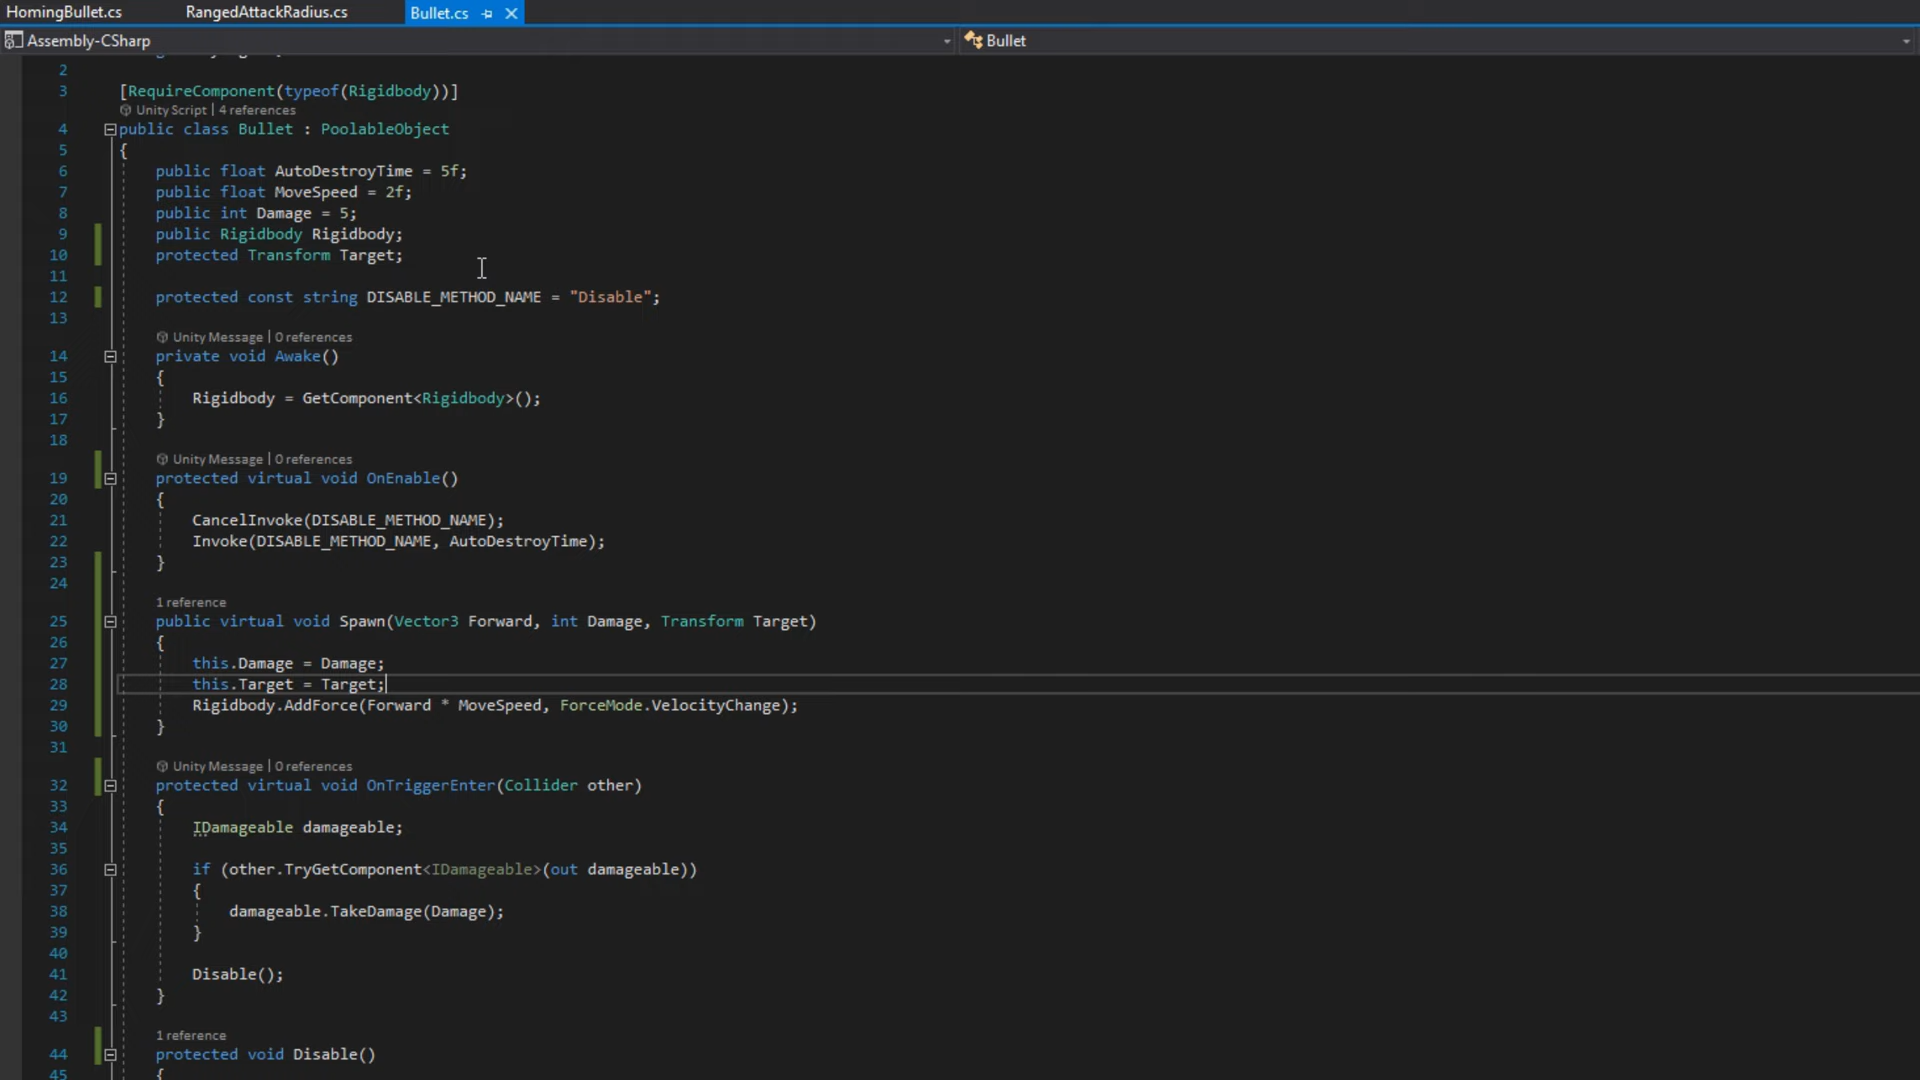 HomingBullet.cs RangedAttackRadius.cs Bullet.cs
Assembly-CSharp Bullet
2
3 [RequireComponent(typeof(Rigidbody))]
Unity Script | 4 references
4 public class Bullet : PoolableObject
5 {
6 public float AutoDestroyTime = 5f;
7 public float MoveSpeed = 2f;
8 public int Damage = 5;
9 public Rigidbody Rigidbody;
10 protected Transform Target;
11
12 protected const string DISABLE_METHOD_NAME = "Disable";
13
Unity Message | 0 references
14 private void Awake()
15 {
16 Rigidbody = GetComponent<Rigidbody>();
17 }
18
Unity Message | 0 references
19 protected virtual void OnEnable()
20 {
21 CancelInvoke(DISABLE_METHOD_NAME);
22 Invoke(DISABLE_METHOD_NAME, AutoDestroyTime);
23 }
24
1 reference
25 public virtual void Spawn(Vector3 Forward, int Damage, Transform Target)
26 {
27 this.Damage = Damage;
28 this.Target = Target;
29 Rigidbody.AddForce(Forward * MoveSpeed, ForceMode.VelocityChange);
30 }
31
Unity Message | 0 references
32 protected virtual void OnTriggerEnter(Collider other)
33 {
34 IDamageable damageable;
35
36 if (other.TryGetComponent<IDamageable>(out damageable))
37 {
38 damageable.TakeDamage(Damage);
39 }
40
41 Disable();
42 }
43
1 reference
44 protected void Disable()
45 {